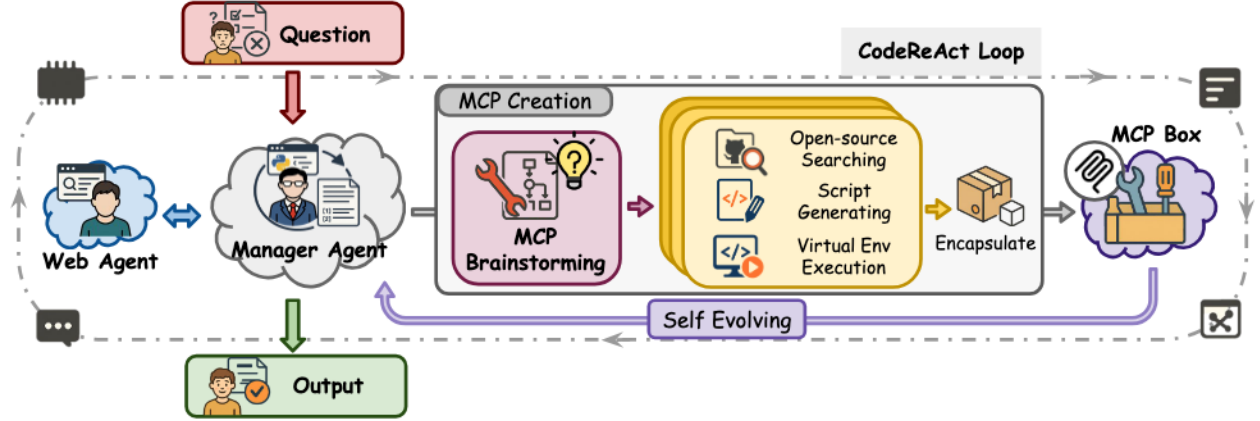 Question
CodeReAct Loop
MCP Creation
MCP Box
Open-source
Searching
Script
Generating
Virtual Env
Execution
MCP
Brainstorming
Encapsulate
Web Agent
Manager Agent
Self Evolving
Output